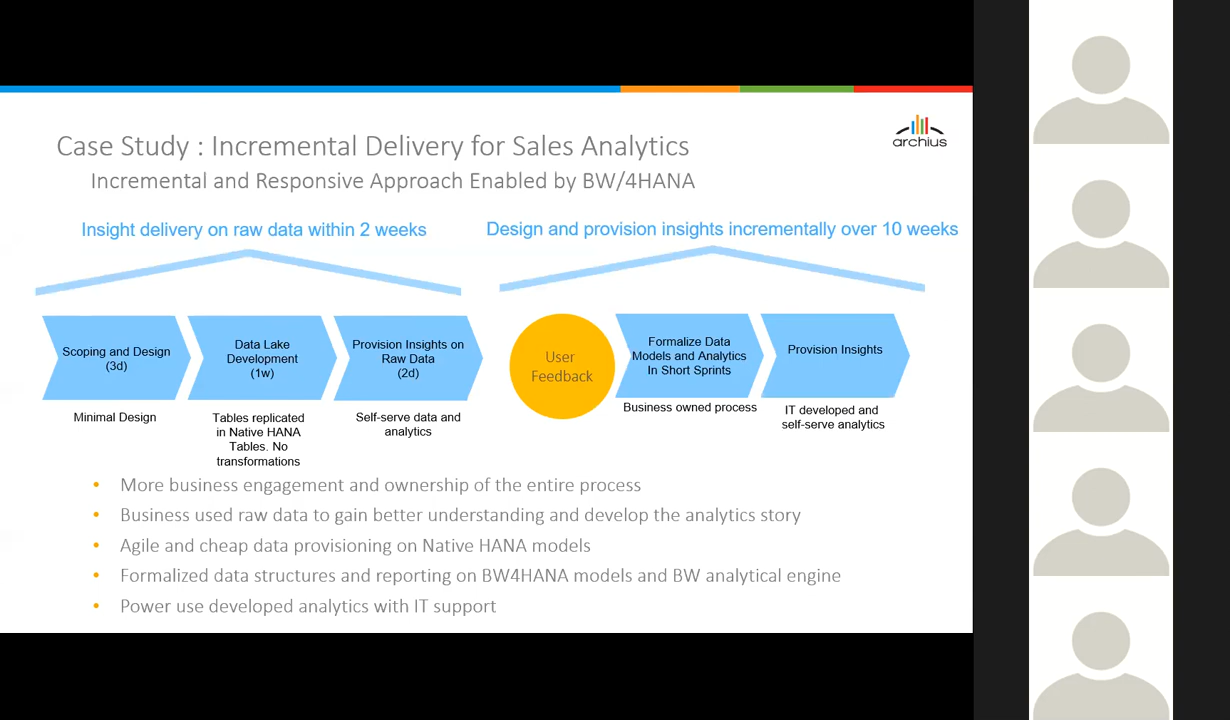 archius
Case Study : Incremental Delivery for Sales Analytics
Incremental and Responsive Approach Enabled by BW/4HANA
Insight delivery on raw data within 2 weeks
Design and provision insights incrementally over 10 weeks
Scoping and Design
(3d)
Minimal Design
Data Lake
Development
(1w)
Tables replicated
in Native HANA
Tables. No
transformations
Provision Insights on
Raw Data
(2d)
Self-serve data and
analytics
User
Feedback
Formalize Data
Models and Analytics
In Short Sprints
Business owned process
Provision Insights
IT developed and
self-serve analytics
• More business engagement and ownership of the entire process
• Business used raw data to gain better understanding and develop the analytics story
• Agile and cheap data provisioning on Native HANA models
• Formalized data structures and reporting on BW4HANA models and BW analytical engine
• Power use developed analytics with IT support